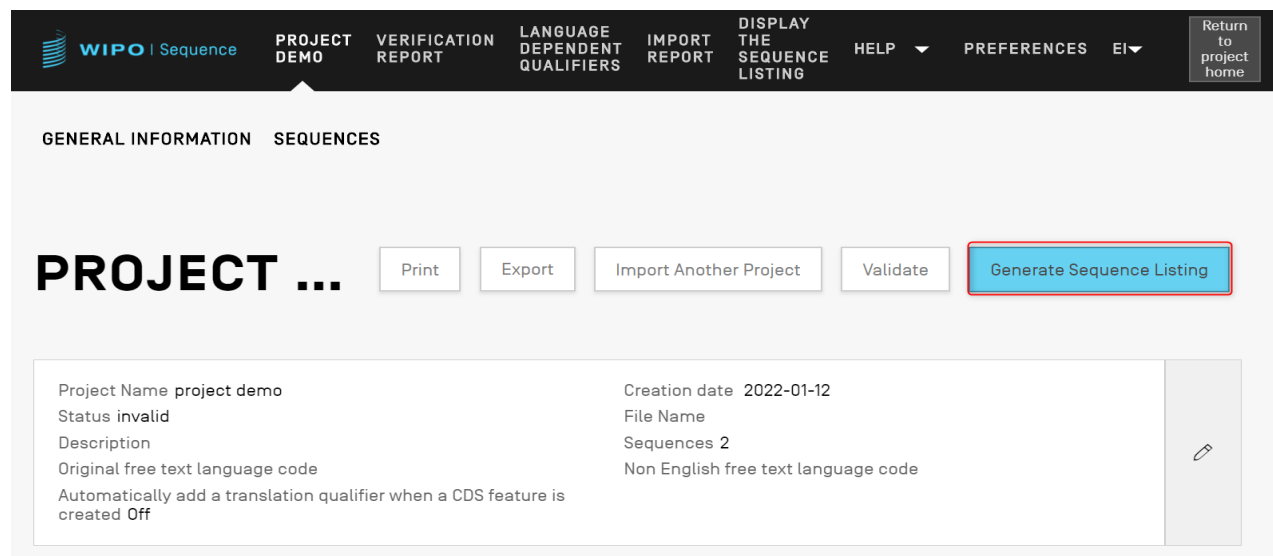 WIPO | Sequence
PROJECT
DEMO
VERIFICATION
REPORT
LANGUAGE
DEPENDENT
QUALIFIERS
IMPORT
REPORT
DISPLAY
THE
SEQUENCE
LISTING
HELP
PREFERENCES
EI
Return
to
project
home
GENERAL INFORMATION
SEQUENCES
PROJECT ...
Print
Export
Import Another Project
Validate
Generate Sequence Listing
Project Name project demo
Status invalid
Description
Original free text language code
Automatically add a translation qualifier when a CDS feature is
created Off
Creation date 2022-01-12
File Name
Sequences 2
Non English free text language code